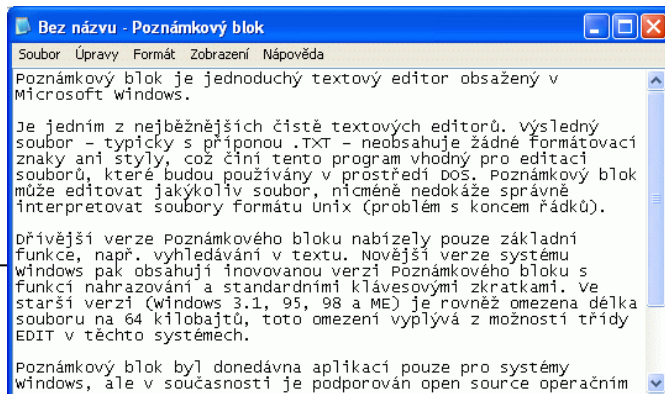 Bez názvu - Poznámkový blok
Soubor Úpravy Formát Zobrazení Nápověda
Poznámkový blok je jednoduchý textový editor obsažený v
Microsoft Windows.
Je jedním z nejběžnějších čistě textových editorů. Výsledný
soubor – typicky s příponou .TXT – neobsahuje žádné formátovací
znaky ani styly, což činí tento program vhodný pro editaci
souborů, které budou používány v prostředí DOS. Poznámkový blok
může editovat jakýkoliv soubor, nicméně nedokáže správně
interpretovat soubory formátu Unix (problém s koncem řádků).
Dřívější verze Poznámkového bloku nabízely pouze základní
funkce, např. vyhledávání v textu. Novější verze systému
Windows pak obsahují inovovanou verzi Poznámkového bloku s
funkcí nahrazování a standardními klávesovými zkratkami. Ve
starší verzi (Windows 3.1, 95, 98 a ME) je rovněž omezena délka
souboru na 64 kilobajtů, toto omezení vyplývá z možností třídy
EDIT v těchto systémech.
Poznámkový blok byl donedávna aplikací pouze pro systémy
Windows, ale v současnosti je podporován open source operačním